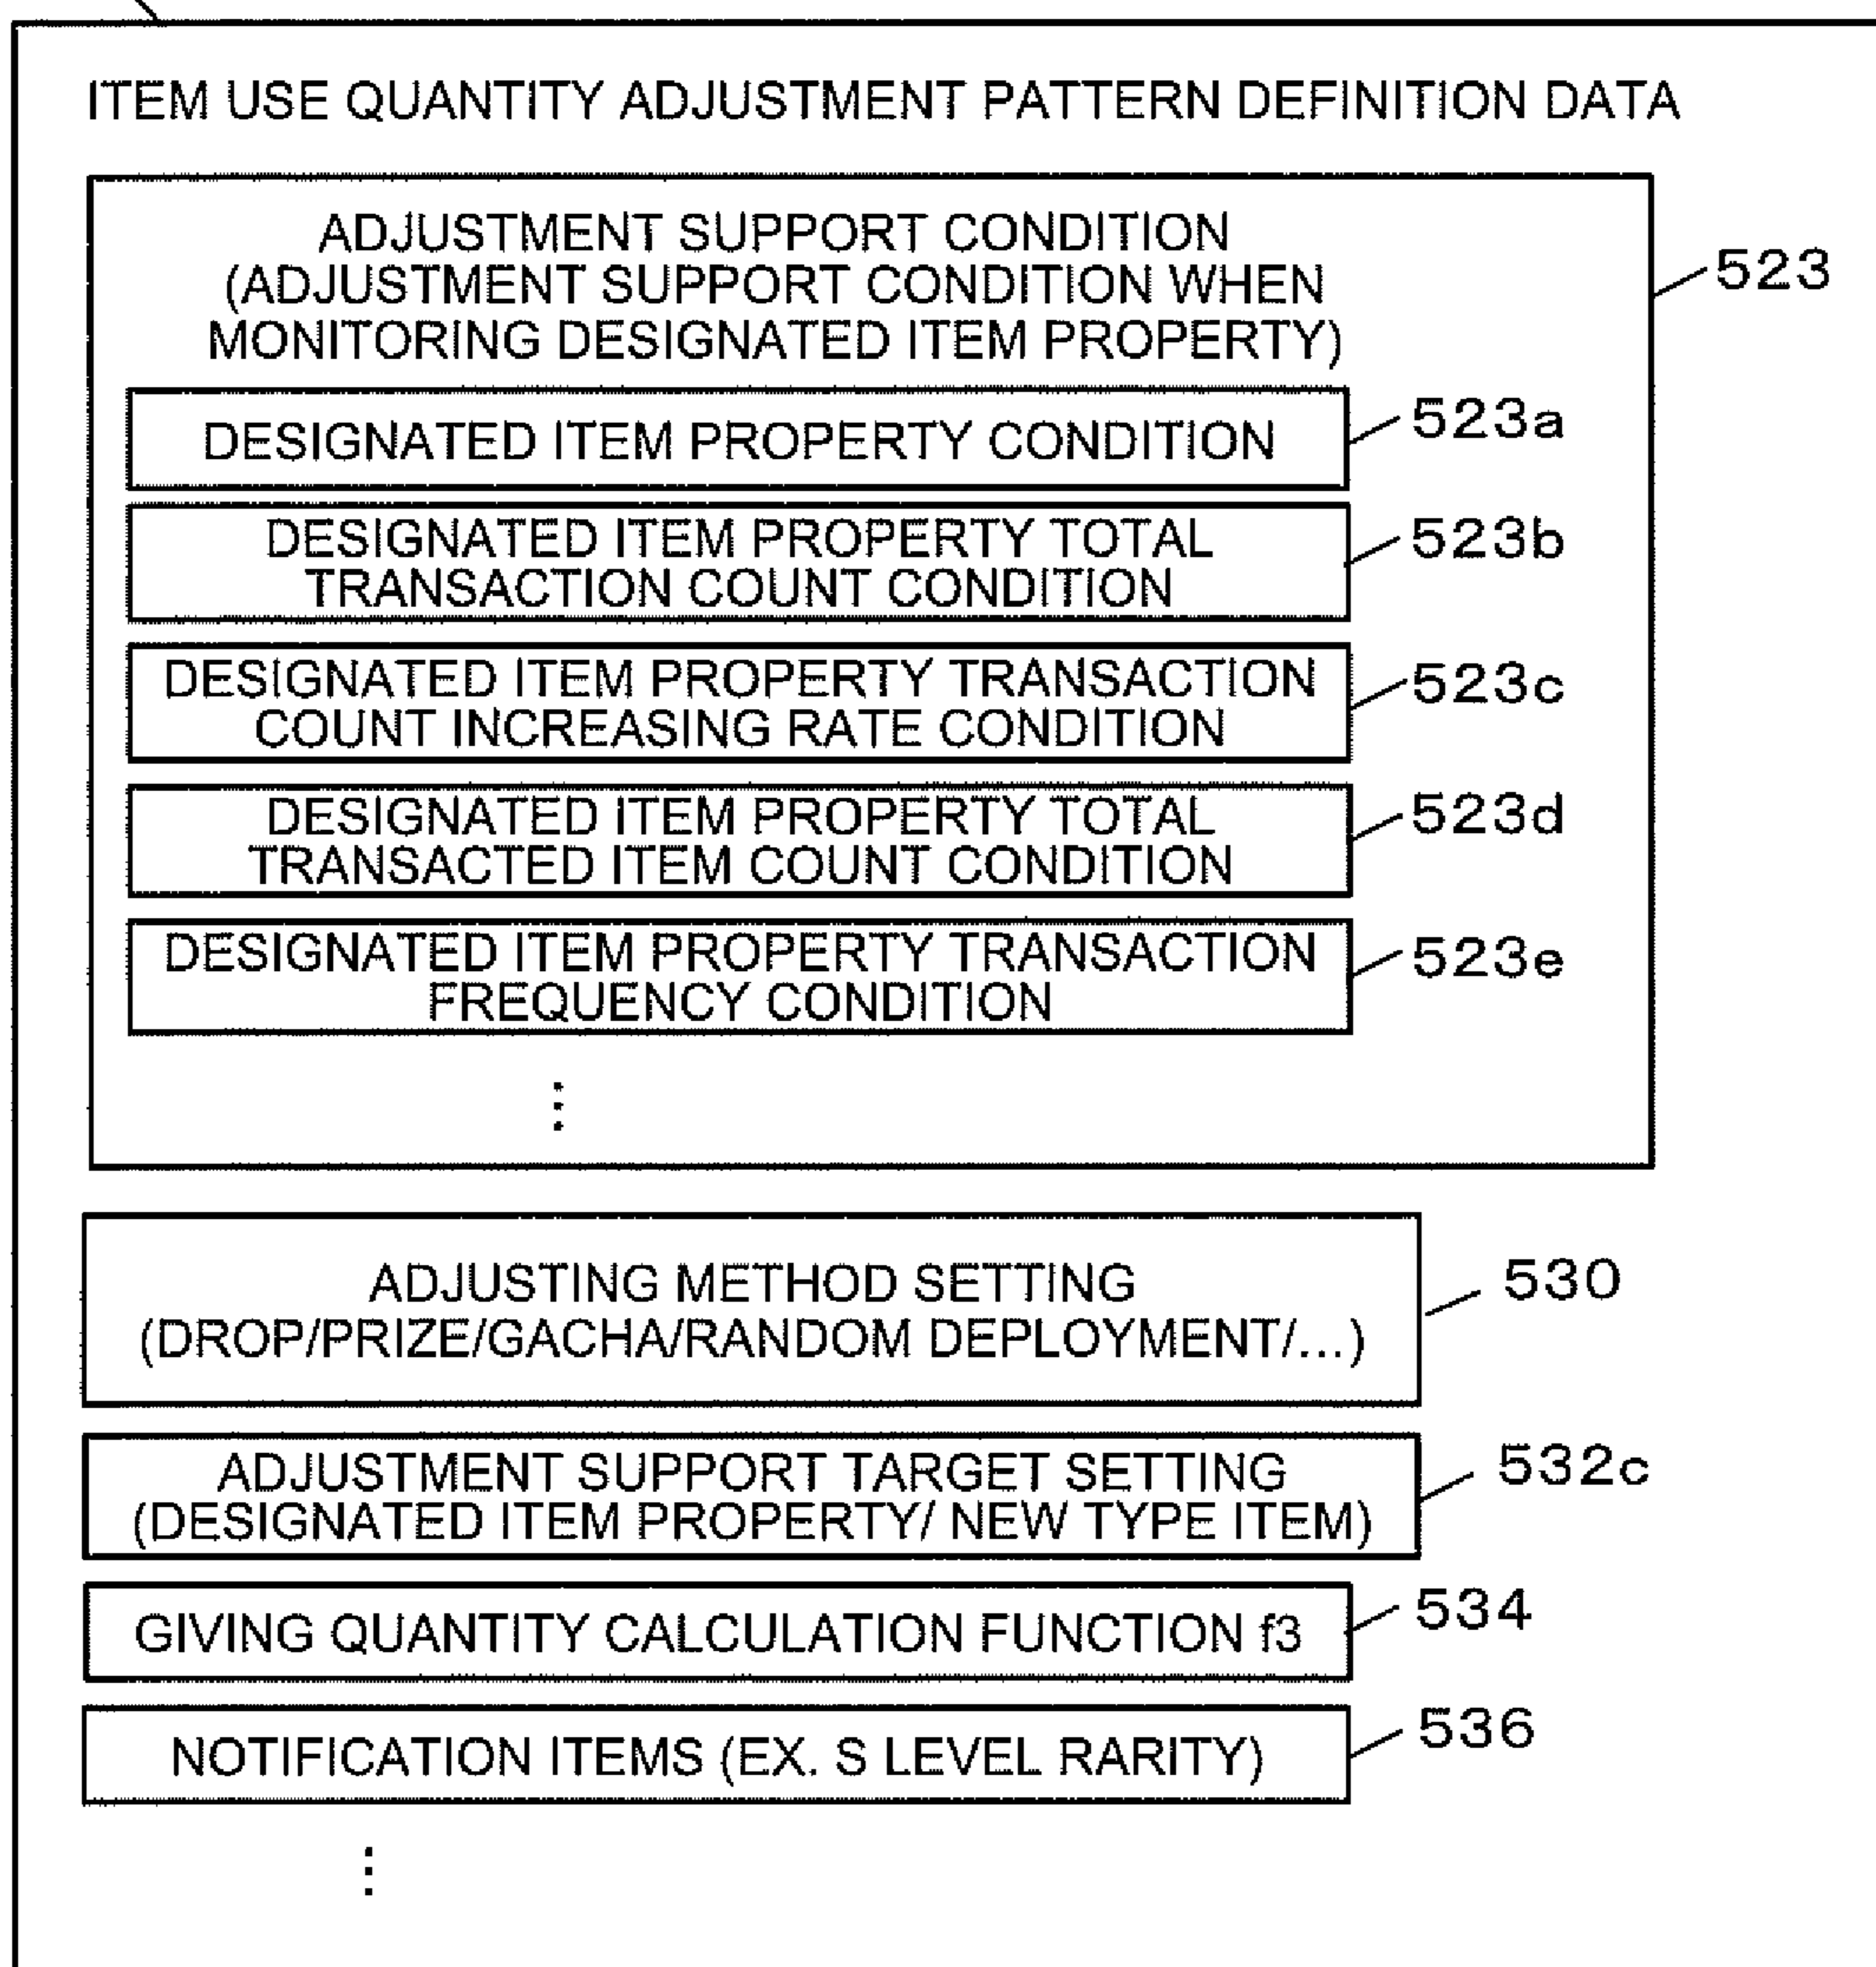 ITEM USE QUANTITY ADJUSTMENT PATTERN DEFINITION DATA
ADJUSTMENT SUPPORT CONDITION
(ADJUSTMENT SUPPORT CONDITION WHEN
MONITORING DESIGNATED ITEM PROPERTY)
523
DESIGNATED ITEM PROPERTY CONDITION
523a
DESIGNATED ITEM PROPERTY TOTAL
TRANSACTION COUNT CONDITION
523b
DESIGNATED ITEM PROPERTY TRANSACTION
COUNT INCREASING RATE CONDITION
523c
DESIGNATED ITEM PROPERTY TOTAL
TRANSACTED ITEM COUNT CONDITION
523d
DESIGNATED ITEM PROPERTY TRANSACTION
FREQUENCY CONDITION
523e
ADJUSTING METHOD SETTING
(DROP/PRIZE/GACHA/RANDOM DEPLOYMENT/...)
530
ADJUSTMENT SUPPORT TARGET SETTING
(DESIGNATED ITEM PROPERTY/ NEW TYPE ITEM)
532c
GIVING QUANTITY CALCULATION FUNCTION f3
534
NOTIFICATION ITEMS (EX. S LEVEL RARITY)
536